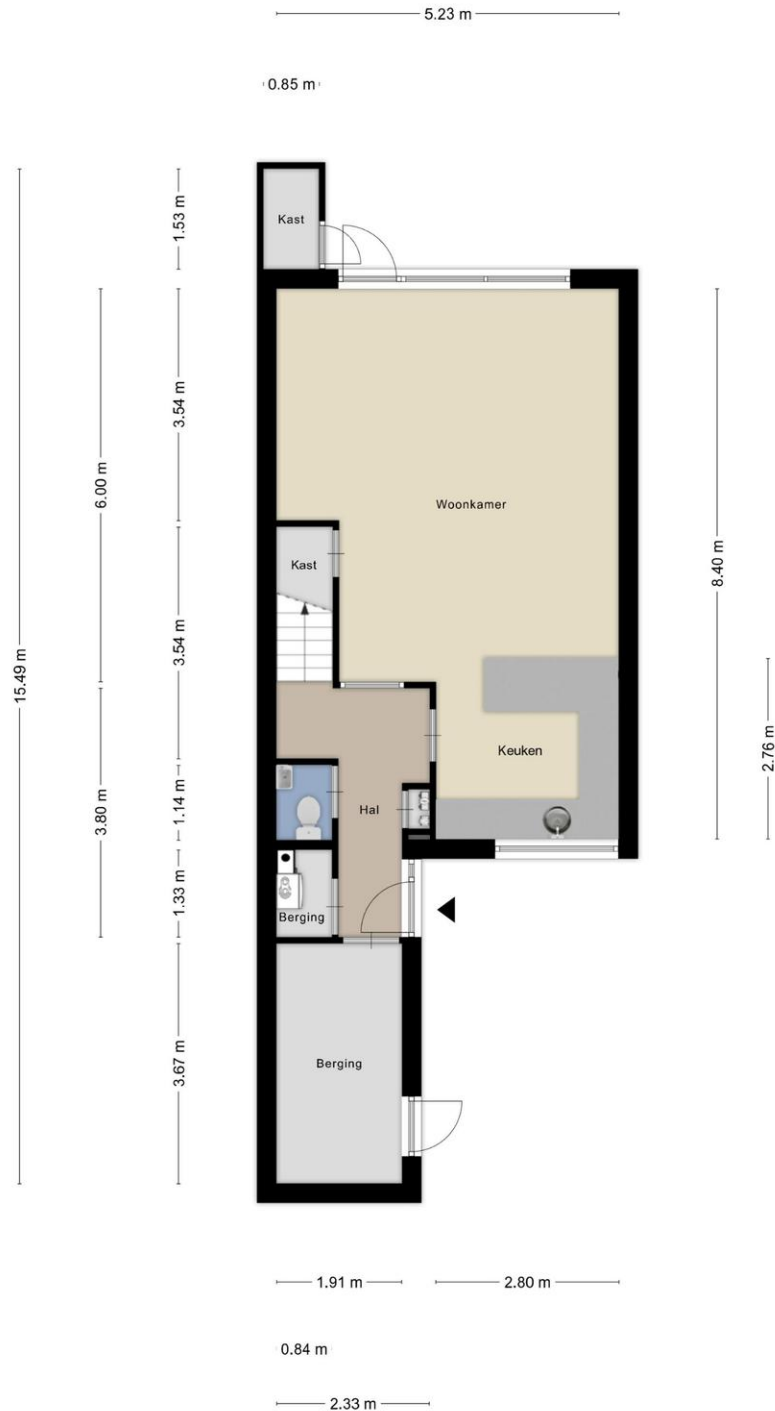 5.23 m
0.85 m
1.53 m
Kast
3.54 m
6.00 m
Woonkamer
8.40 m
Kast
3.54 m
15.49 m
2.76 m
Keuken
3.80 m
1.14 m
Hal
1.33 m
Berging
3.67 m
Berging
1.91 m
2.80 m
0.84 m
2.33 m